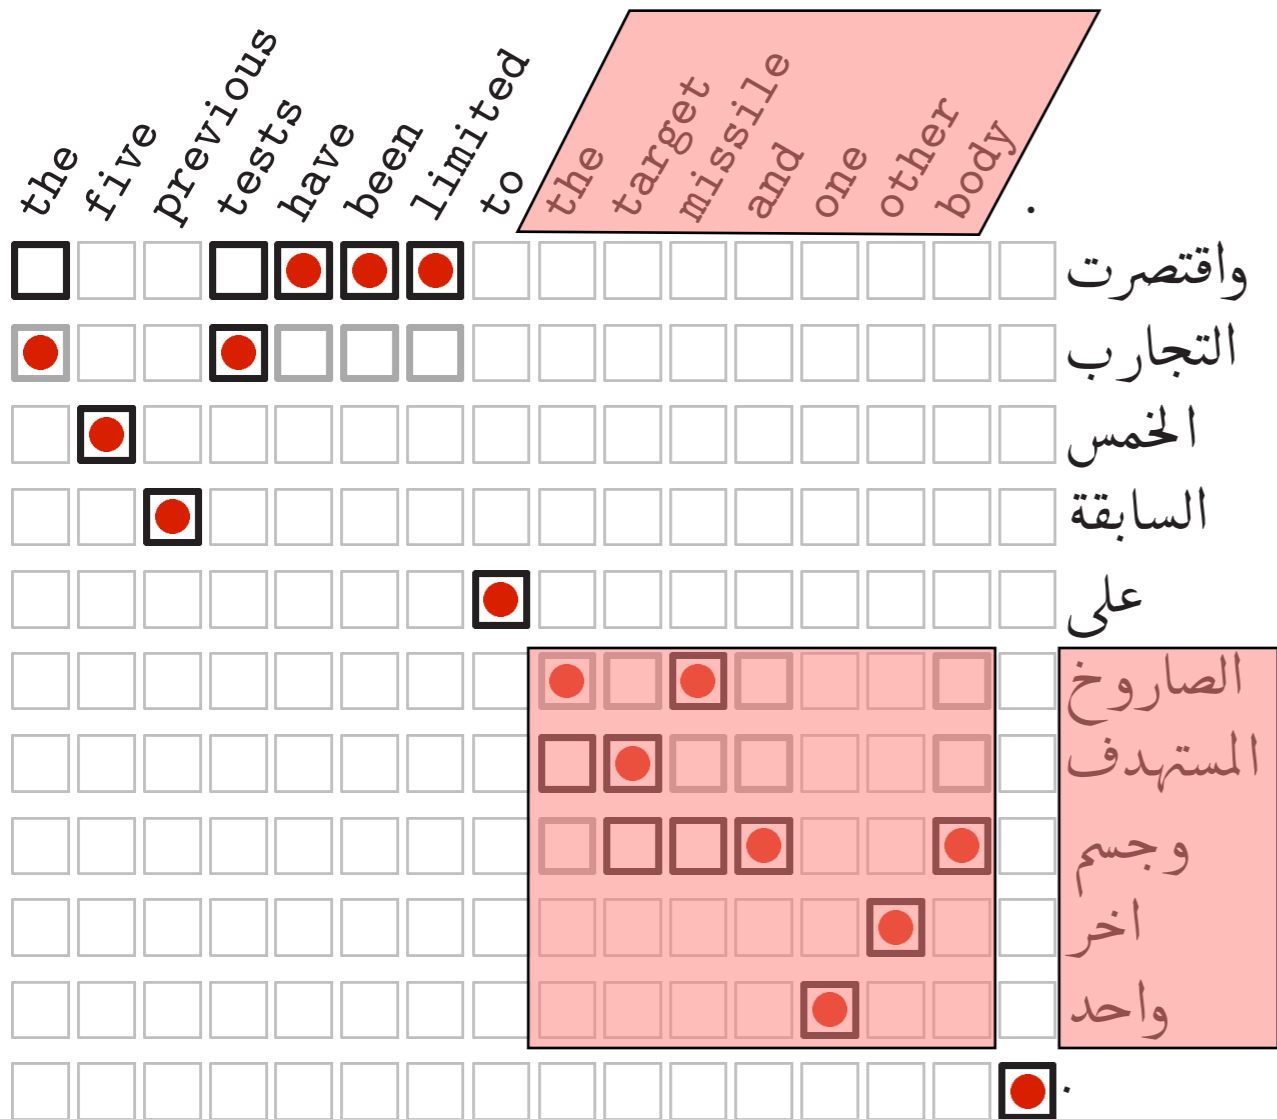 the five previous tests have been limited to the target missile and one other body .
واقتصرت
التجارب
الخمس
السابقة
على
الصاروخ
المستهدف
وجسم
اخر
واحد
.